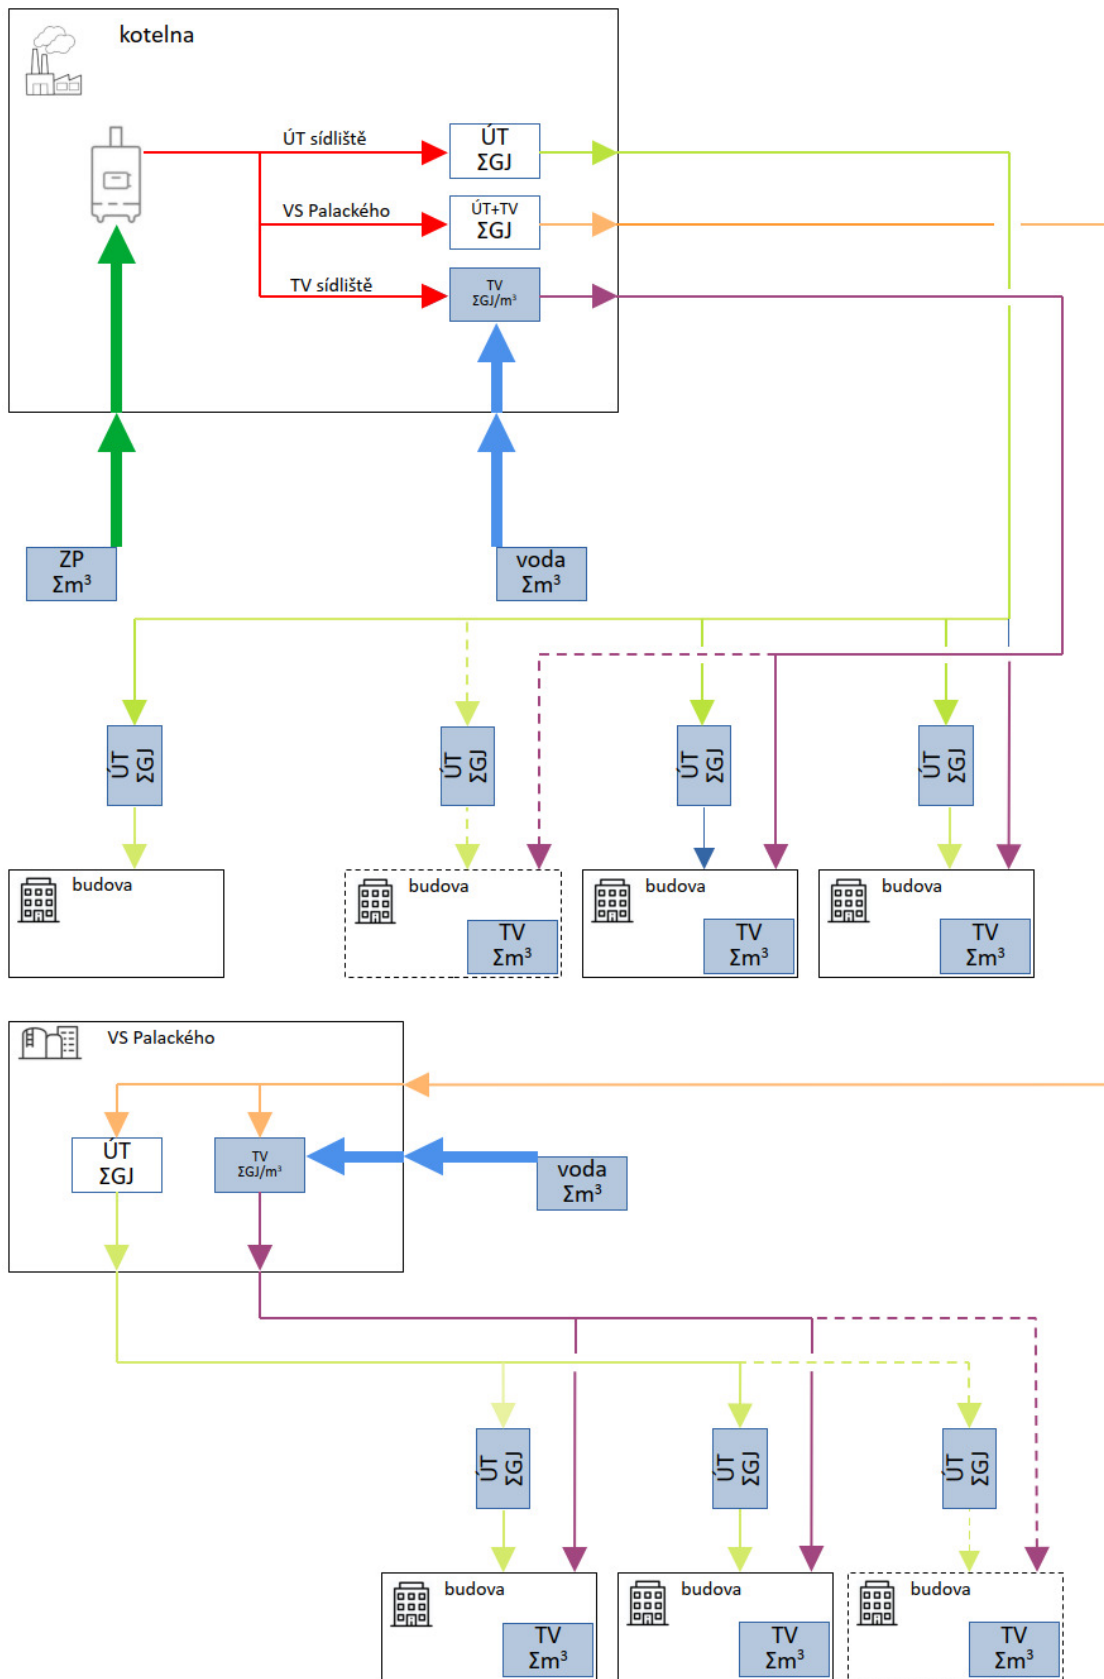 kotelna
ÚT sídliště
ÚT
ΣGJ
VS Palackého
ÚT+TV
ΣGJ
TV sídliště
TV
ΣGJ/m³
ZP
Σm³
voda
Σm³
ÚT
ΣGJ
ÚT
ΣGJ
ÚT
ΣGJ
ÚT
ΣGJ
budova
budova
TV
Σm³
budova
TV
Σm³
budova
TV
Σm³
VS Palackého
ÚT
ΣGJ
TV
ΣGJ/m³
voda
Σm³
ÚT
ΣGJ
ÚT
ΣGJ
ÚT
ΣGJ
budova
TV
Σm³
budova
TV
Σm³
budova
TV
Σm³